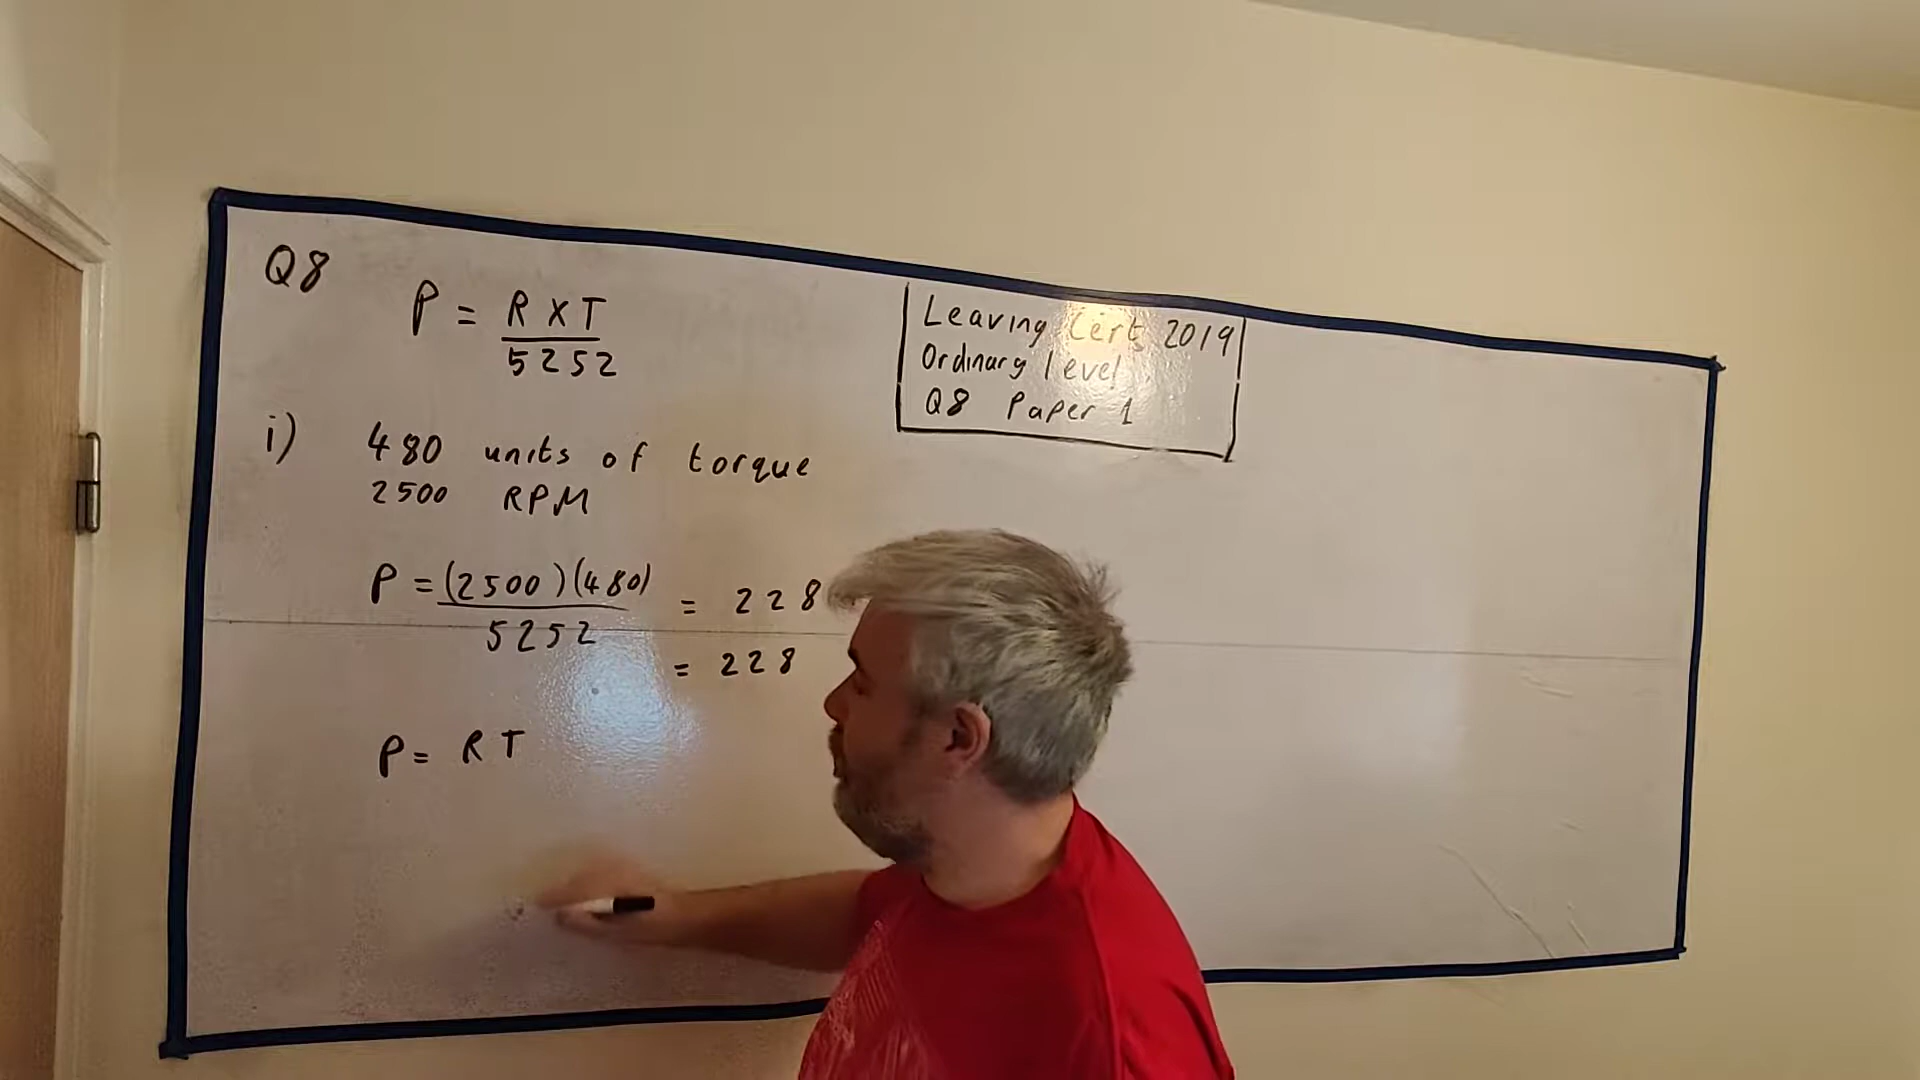 Q8
P = R X T
5252
Leaving Cert 2019
Ordinary level
Q8 Paper 1
i) 480 units of torque
2500 RPM
P = (2500)(480) = 228
5252
= 228
P = RT